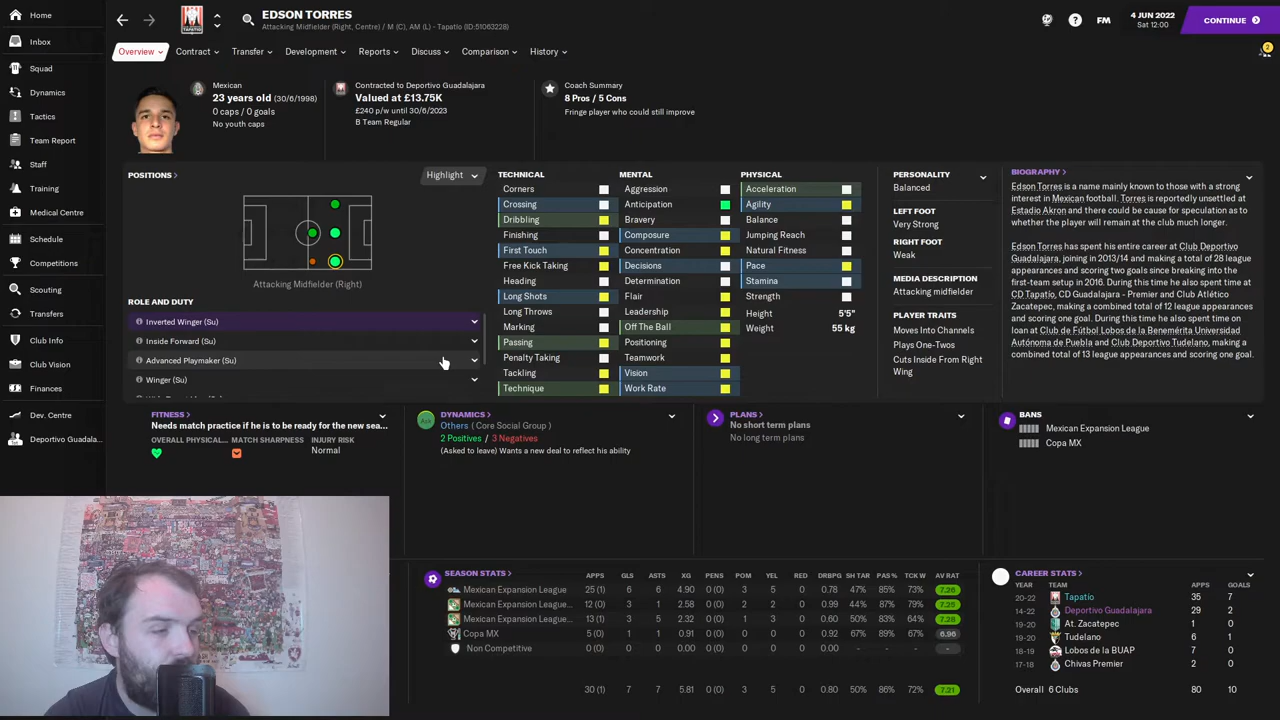 Home
Inbox
Squad
Dynamics
Tactics
Team Report
Staff
Training
Medical Centre
Schedule
Competitions
Scouting
Transfers
Club Info
Club Vision
Finances
Dev. Centre
Deportivo Guadala...
TAPATIO
EDSON TORRES
Attacking Midfielder (Right, Centre) / M (C), AM (L) - Tapatío (ID:51063228)
FM
4 JUN 2022
Sat 12:00
CONTINUE
2
Overview
Contract
Transfer
Development
Reports
Discuss
Comparison
History
Mexican
23 years old (30/6/1998)
0 caps / 0 goals
No youth caps
Contracted to Deportivo Guadalajara
Valued at £13.75K
£240 p/w until 30/6/2023
B Team Regular
Coach Summary
8 Pros / 5 Cons
Fringe player who could still improve
POSITIONS
Highlight
Attacking Midfielder (Right)
ROLE AND DUTY
Inverted Winger (Su)
Inside Forward (Su)
Advanced Playmaker (Su)
Winger (Su)
TECHNICAL
Corners
Crossing
Dribbling
Finishing
First Touch
Free Kick Taking
Heading
Long Shots
Long Throws
Marking
Passing
Penalty Taking
Tackling
Technique
MENTAL
Aggression
Anticipation
Bravery
Composure
Concentration
Decisions
Determination
Flair
Leadership
Off The Ball
Positioning
Teamwork
Vision
Work Rate
PHYSICAL
Acceleration
Agility
Balance
Jumping Reach
Natural Fitness
Pace
Stamina
Strength
Height 5'5"
Weight 55 kg
PERSONALITY
Balanced
LEFT FOOT
Very Strong
RIGHT FOOT
Weak
MEDIA DESCRIPTION
Attacking midfielder
PLAYER TRAITS
Moves Into Channels
Plays One-Twos
Cuts Inside From Right
Wing
BIOGRAPHY
Edson Torres is a name mainly known to those with a strong
interest in Mexican football. Torres is reportedly unsettled at
Estadio Akron and there could be cause for speculation as to
whether the player will remain at the club much longer.
Edson Torres has spent his entire career at Club Deportivo
Guadalajara, joining in 2013/14 and making a total of 28 league
appearances and scoring two goals since breaking into the
first-team setup in 2016. During this time he also spent time at
CD Tapatío, CD Guadalajara - Premier and Club Atlético
Zacatepec, making a total of 12 league appearances and
scoring one goal. During this time he also spent time on
loan at Club de Fútbol Lobos de la Benemérita Universidad
Autónoma de Puebla and Club Deportivo Tudelano, making a
combined total of 13 league appearances and scoring one goal.
FITNESS
Needs match practice if he is to be ready for the new sea...
OVERALL PHYSICAL... MATCH SHARPNESS INJURY RISK
Normal
DYNAMICS
Others ( Core Social Group )
2 Positives / 3 Negatives
(Asked to leave) Wants a new deal to reflect his ability
PLANS
No short term plans
No long term plans
BANS
Mexican Expansion League
Copa MX
SEASON STATS APPS GLS ASTS XG PENS POM YEL RED DRBPG SH TAR PAS % TCK W AV RAT
Mexican Expansion League 25 (1) 6 6 4.90 0 (0) 3 5 0 0.78 47% 85% 73% 7.26
Mexican Expansion League... 12 (0) 3 1 2.58 0 (0) 2 2 0 0.99 44% 87% 79% 7.25
Mexican Expansion League... 13 (1) 3 5 2.32 0 (0) 1 3 0 0.60 50% 83% 64% 7.28
Copa MX 5 (0) 1 1 0.91 0 (0) 0 0 0 0.92 67% 89% 67% 6.96
Non Competitive 0 (0) 0 0 0.00 0 (0) 0 0 0 0.00 - - - -
30 (1) 7 7 5.81 0 (0) 3 5 0 0.80 50% 86% 72% 7.21
CAREER STATS
YEAR TEAM APPS GOALS
20-22 Tapatío 35 7
14-22 Deportivo Guadalajara 29 2
19-20 At. Zacatepec 1 0
19-20 Tudelano 6 1
18-19 Lobos de la BUAP 7 0
17-18 Chivas Premier 2 0
Overall 6 Clubs 80 10